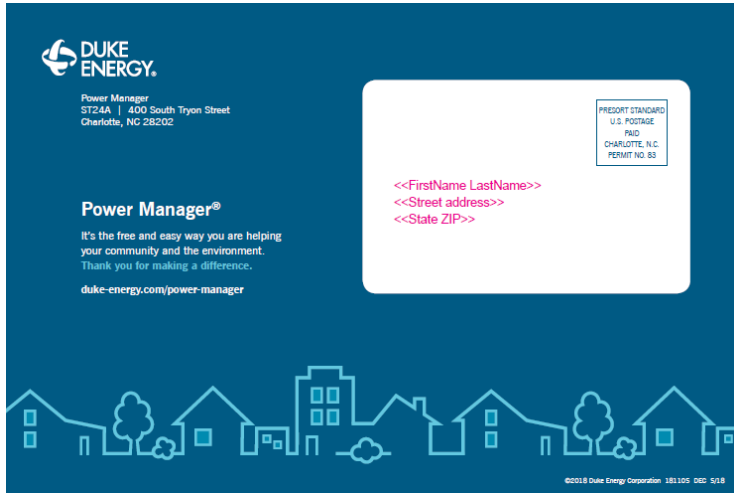 DUKE
ENERGY®
Power Manager
ST24A | 400 South Tryon Street
Charlotte, NC 28202
PRESORT STANDARD
U.S. POSTAGE
PAID
CHARLOTTE, N.C.
PERMIT NO. 83
<<FirstName LastName>>
<<Street address>>
<<State ZIP>>
Power Manager®
It's the free and easy way you are helping
your community and the environment.
Thank you for making a difference.
duke-energy.com/power-manager
©2018 Duke Energy Corporation 181105 DEC 5/18